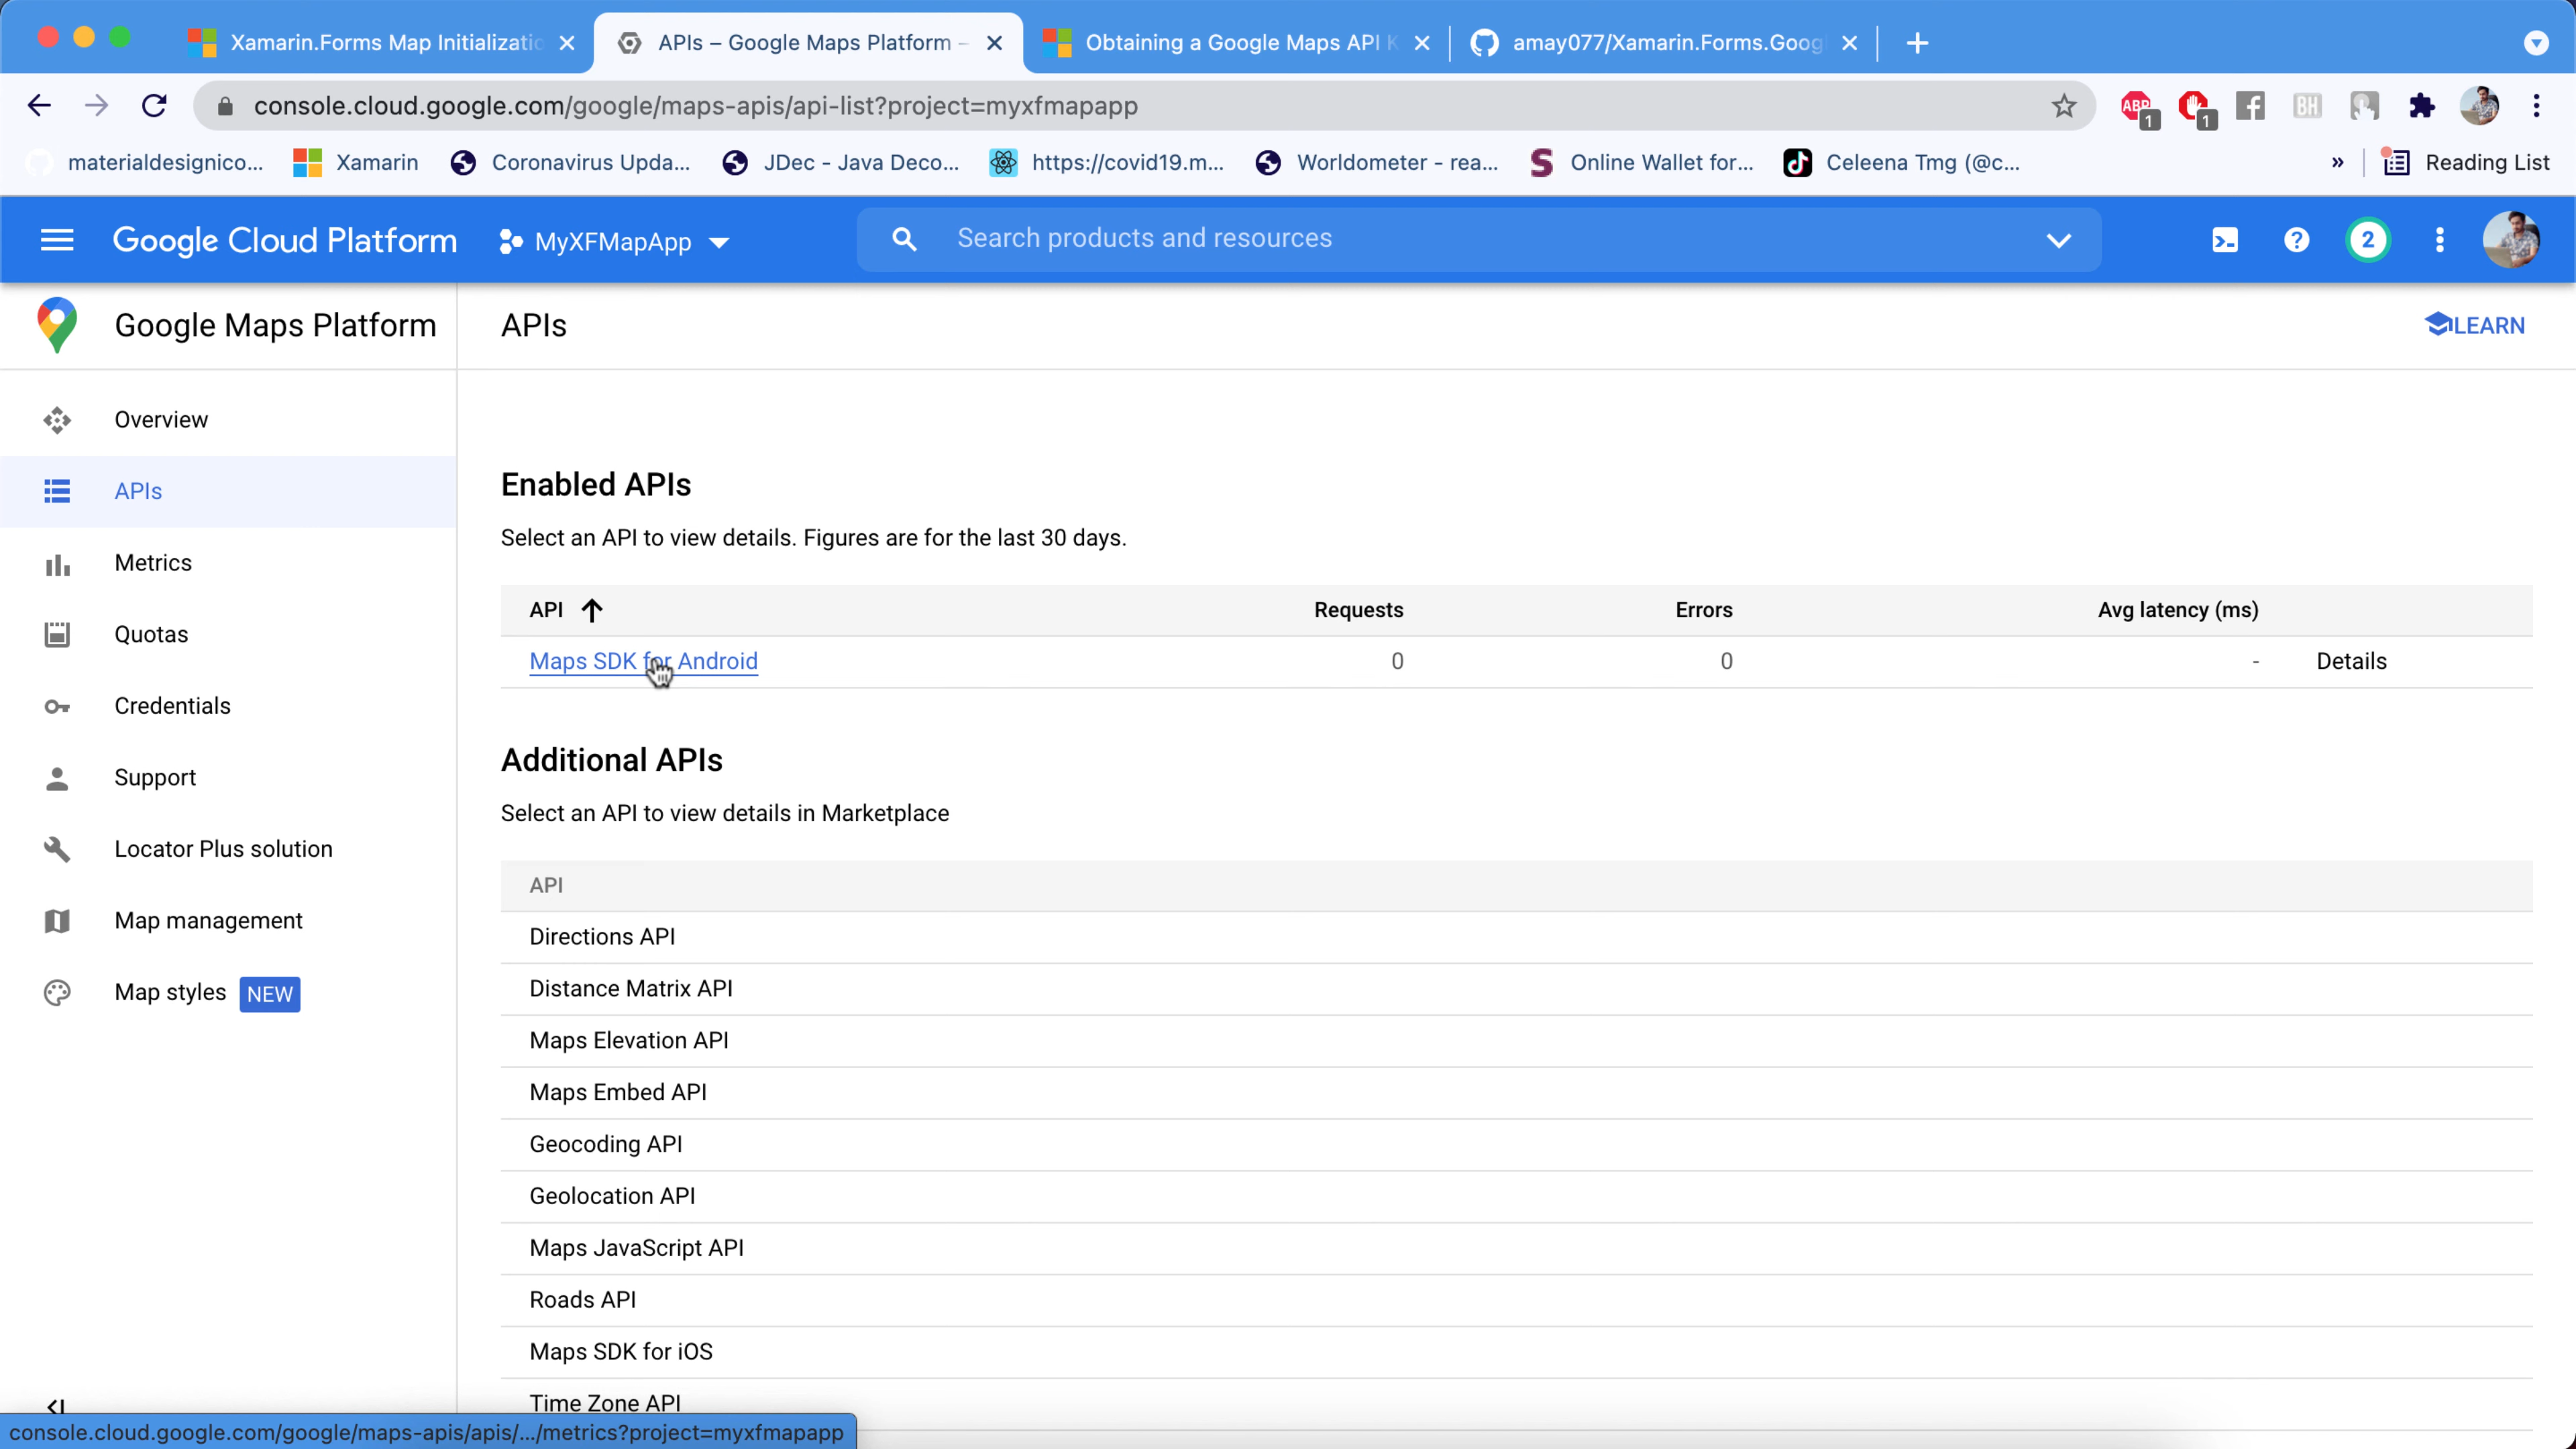 Xamarin.Forms Map Initializatio
APIs – Google Maps Platform –
Obtaining a Google Maps API K
amay077/Xamarin.Forms.Goog
console.cloud.google.com/google/maps-apis/api-list?project=myxfmapapp
ABP 1
1
BH
materialdesignico...
Xamarin
Coronavirus Upda...
JDec - Java Deco...
https://covid19.m...
Worldometer - rea...
Online Wallet for...
Celeena Tmg (@c...
»
Reading List
Google Cloud Platform
MyXFMapApp
Search products and resources
2
Google Maps Platform
APIs
LEARN
Overview
APIs
Metrics
Quotas
Credentials
Support
Locator Plus solution
Map management
Map styles NEW
Enabled APIs
Select an API to view details. Figures are for the last 30 days.
API Requests Errors Avg latency (ms)
Maps SDK for Android 0 0 - Details
Additional APIs
Select an API to view details in Marketplace
API
Directions API
Distance Matrix API
Maps Elevation API
Maps Embed API
Geocoding API
Geolocation API
Maps JavaScript API
Roads API
Maps SDK for iOS
Time Zone API
console.cloud.google.com/google/maps-apis/apis/.../metrics?project=myxfmapapp